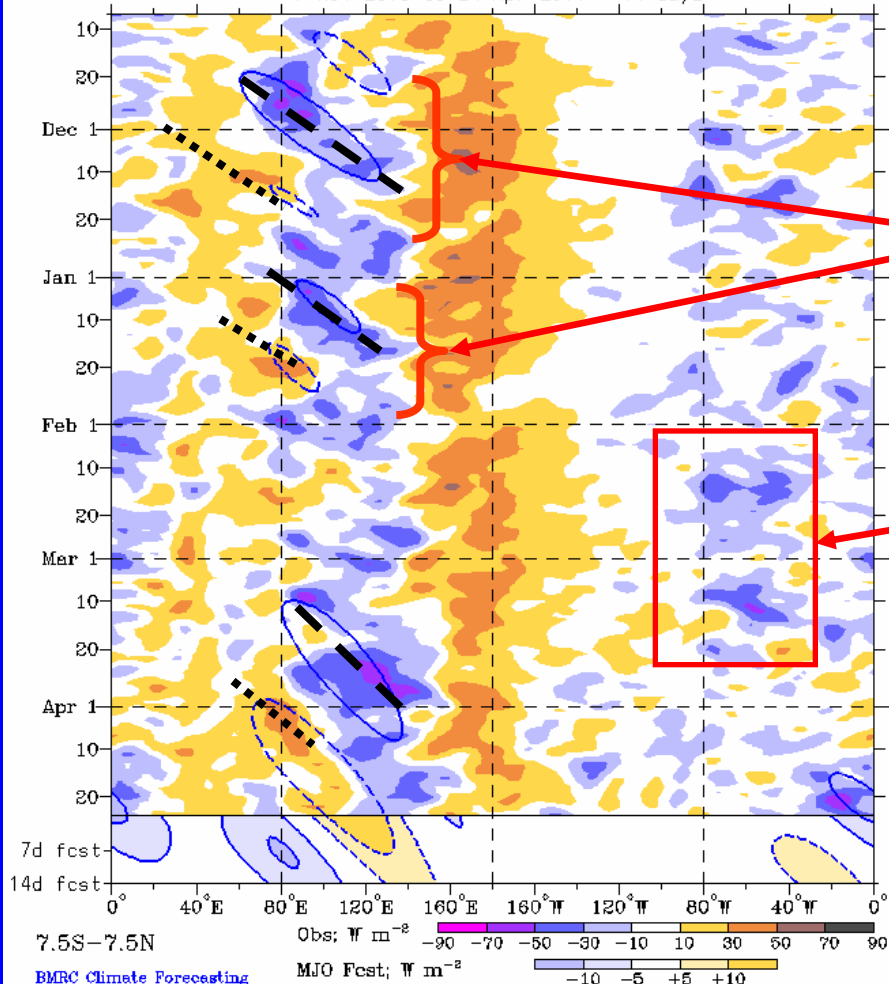 10
20
Dec 1
10
20
Jan 1
10
20
Feb 1
10
20
Mar 1
10
20
Apr 1
10
20
7d fcst
14d fcst
0° 40°E 80°E 120°E 160°E 160°W 120°W 80°W 40°W 0°
7.5S-7.5N
Obs; W m⁻²
-90 -70 -50 -30 -10 10 30 50 70 90
BMRC Climate Forecasting
MJO Fcst; W m⁻²
-10 -5 +5 +10